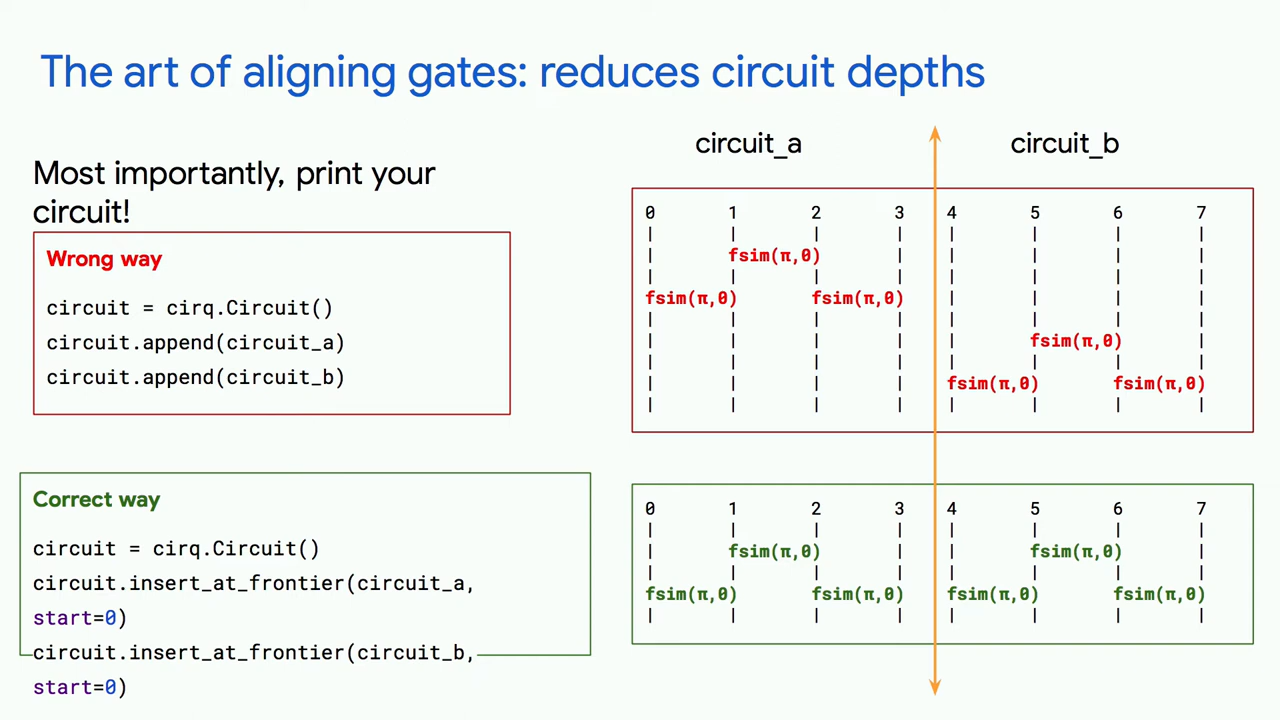 The art of aligning gates: reduces circuit depths
Most importantly, print your
circuit!
Wrong way
circuit = cirq.Circuit()
circuit.append(circuit_a)
circuit.append(circuit_b)
Correct way
circuit = cirq.Circuit()
circuit.insert_at_frontier(circuit_a,
start=0)
circuit.insert_at_frontier(circuit_b,
start=0)
circuit_a circuit_b
0 1 2 3 4 5 6 7
fsim(π,0)
fsim(π,0) fsim(π,0)
fsim(π,0)
fsim(π,0) fsim(π,0)
0 1 2 3 4 5 6 7
fsim(π,0) fsim(π,0)
fsim(π,0) fsim(π,0) fsim(π,0) fsim(π,0)